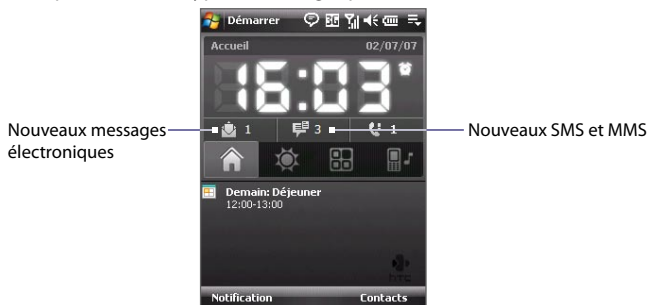 Démarrer
Accueil 02/07/07
16:03
1 3 1
Nouveaux messages
électroniques
Nouveaux SMS et MMS
Demain: Déjeuner
12:00-13:00
Notification Contacts